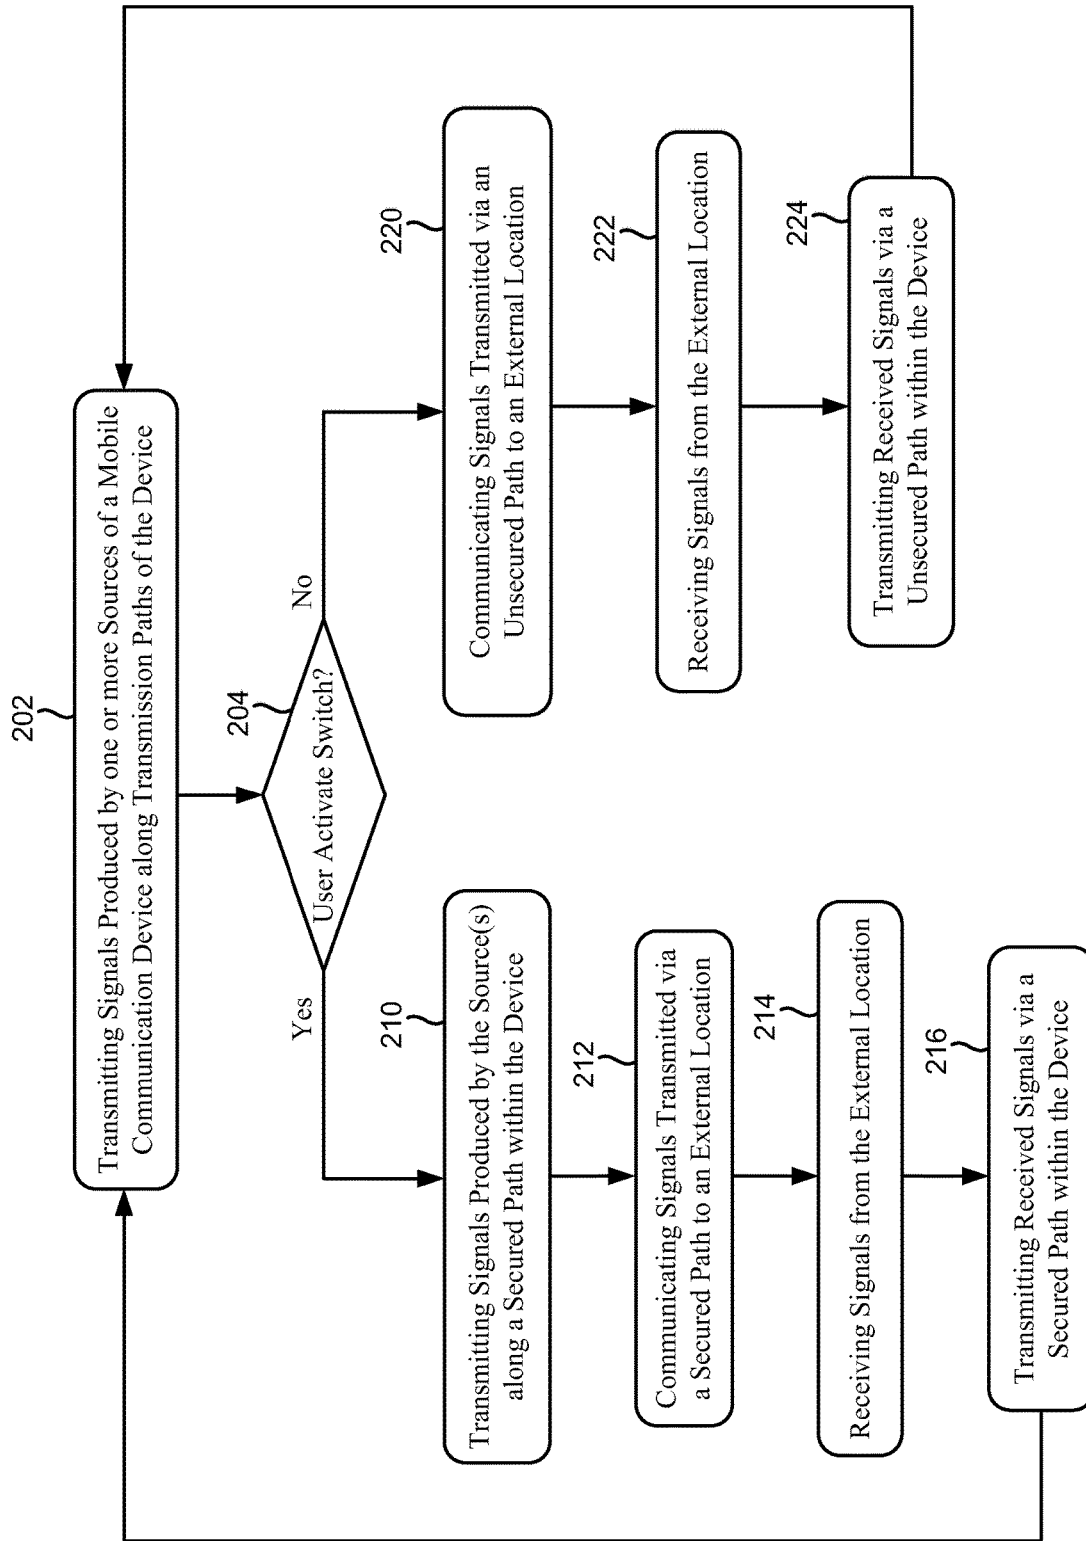 202
Transmitting Signals Produced by one or more Sources of a Mobile
Communication Device along Transmission Paths of the Device
204
User Activate Switch?
Yes
No
210
Transmitting Signals Produced by the Source(s)
along a Secured Path within the Device
212
Communicating Signals Transmitted via
a Secured Path to an External Location
214
Receiving Signals from the External Location
216
Transmitting Received Signals via a
Secured Path within the Device
220
Communicating Signals Transmitted via an
Unsecured Path to an External Location
222
Receiving Signals from the External Location
224
Transmitting Received Signals via a
Unsecured Path within the Device